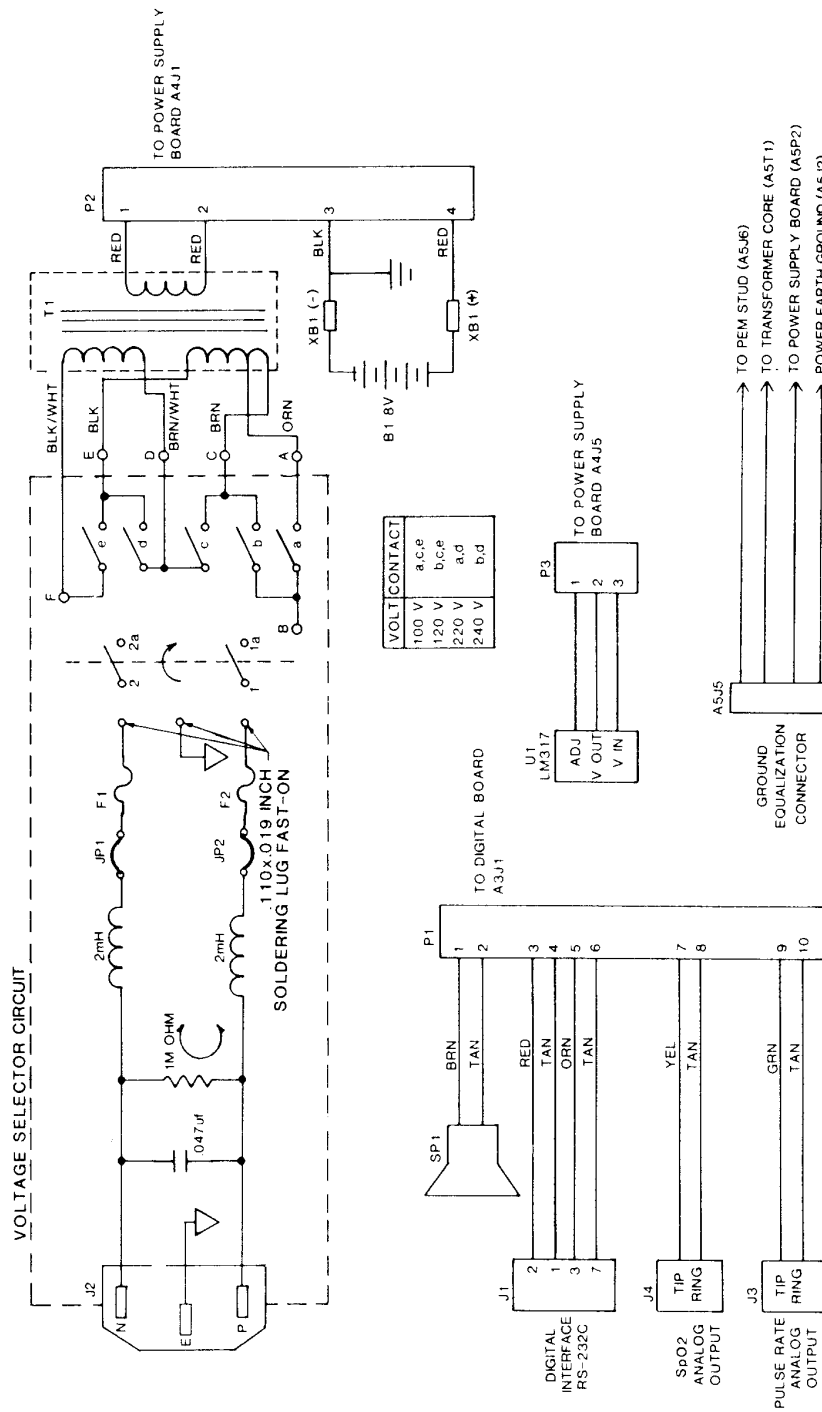 VOLTAGE SELECTOR CIRCUIT
J2
N
E
P
.047uf
1M OHM
2mH
2mH
JP1
JP2
F1
F2
.110x.019 INCH
SOLDERING LUG FAST-ON
2
2a
1
1a
F
B
e
d
c
b
a
E
D
C
A
BLK/WHT
BLK
BRN/WHT
BRN
ORN
T1
RED
RED
BLK
RED
P2
1
2
3
4
TO POWER SUPPLY
BOARD A4J1
XB1 (-)
XB1 (+)
B1 8V
VOLT CONTACT
100 V a,c,e
120 V b,c,e
220 V a,d
240 V b,d
U1
LM317
ADJ
V OUT
V IN
P3
1
2
3
TO POWER SUPPLY
BOARD A4J5
SP1
BRN
TAN
RED
TAN
ORN
TAN
YEL
TAN
GRN
TAN
P1
1
2
3
4
5
6
7
8
9
10
TO DIGITAL BOARD
A3J1
J1
2
1
3
7
DIGITAL
INTERFACE
RS-232C
J4
TIP
RING
SpO2
ANALOG
OUTPUT
J3
TIP
RING
PULSE RATE
ANALOG
OUTPUT
A5J5
GROUND
EQUALIZATION
CONNECTOR
TO PEM STUD (A5J6)
TO TRANSFORMER CORE (A5T1)
TO POWER SUPPLY BOARD (A5P2)
POWER EARTH GROUND (A5J2)